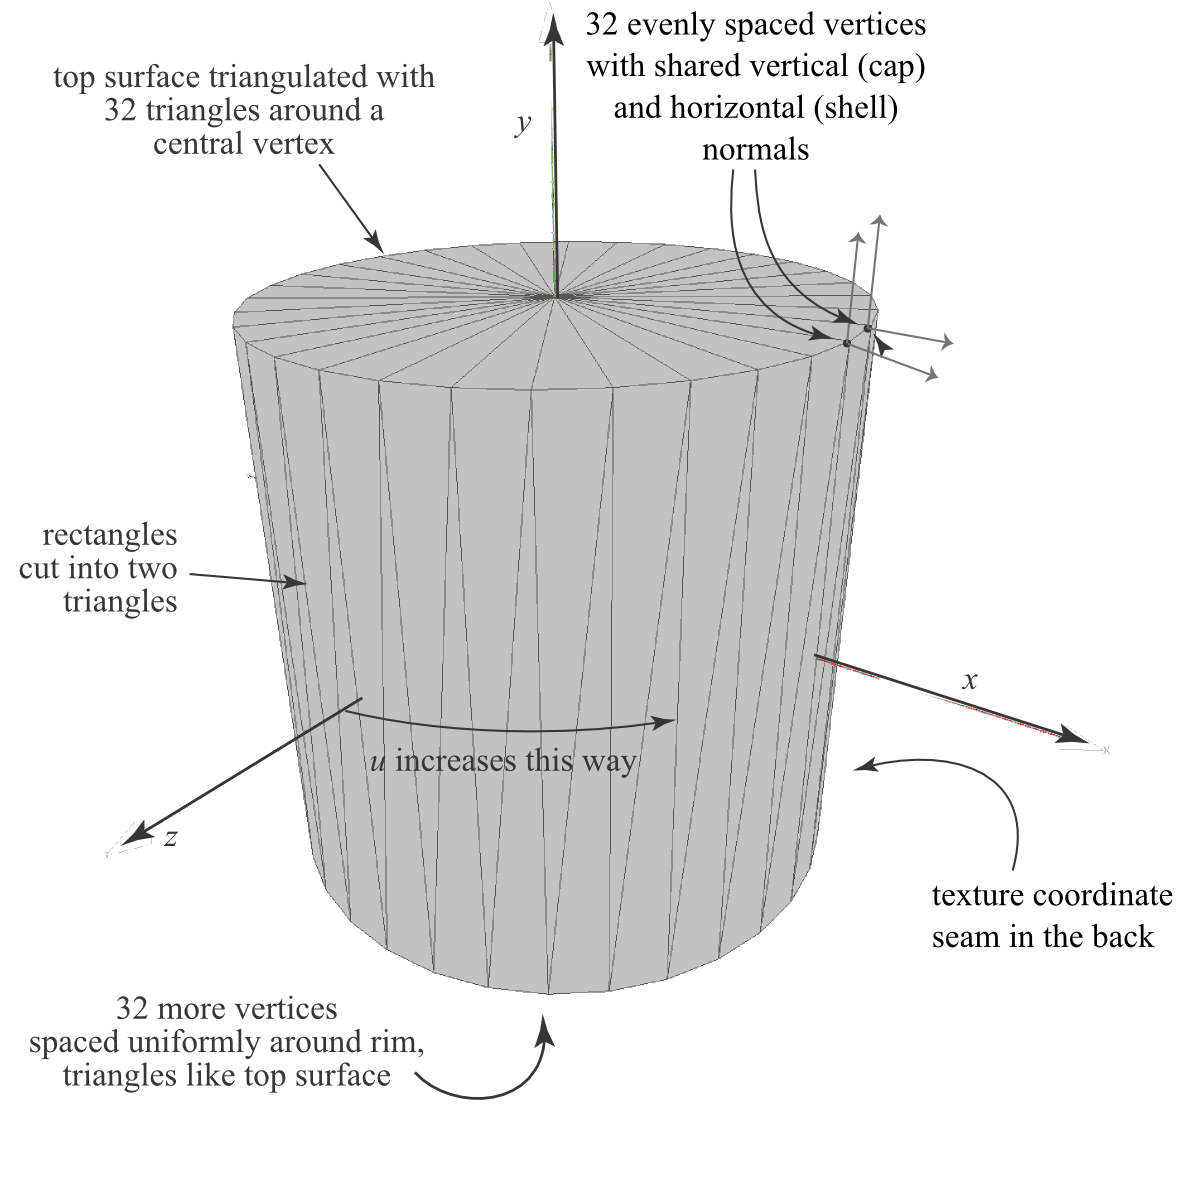 32 evenly spaced vertices
with shared vertical (cap)
and horizontal (shell)
normals
top surface triangulated with
32 triangles around a
central vertex
y
rectangles
cut into two
triangles
x
x
u increases this way
z
texture coordinate
seam in the back
32 more vertices
spaced uniformly around rim,
triangles like top surface